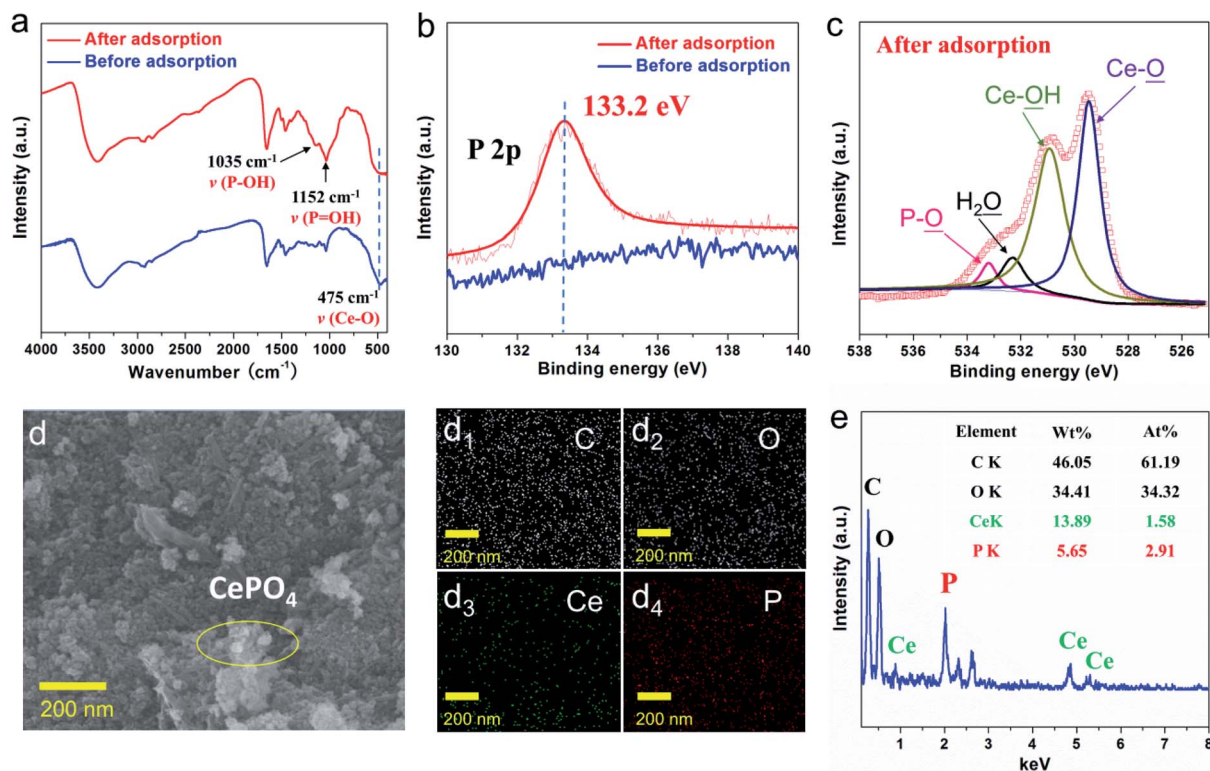 a
After adsorption
Before adsorption
1035 cm⁻¹
ν (P-OH)
1152 cm⁻¹
ν (P=OH)
475 cm⁻¹
ν (Ce-O)
Intensity (a.u.)
4000 3500 3000 2500 2000 1500 1000 500
Wavenumber (cm⁻¹)
b
After adsorption
Before adsorption
133.2 eV
P 2p
Intensity (a.u.)
130 132 134 136 138 140
Binding energy (eV)
c
After adsorption
Ce-O
Ce-OH
H₂O
P-O
Intensity (a.u.)
538 536 534 532 530 528 526
Binding energy (eV)
d
CePO₄
200 nm
d₁ C
200 nm
d₂ O
200 nm
d₃ Ce
200 nm
d₄ P
200 nm
e
Element Wt% At%
C K 46.05 61.19
O K 34.41 34.32
CeK 13.89 1.58
P K 5.65 2.91
C
O
Ce
P
Ce
Ce
Intensity (a.u.)
1 2 3 4 5 6 7 8
keV